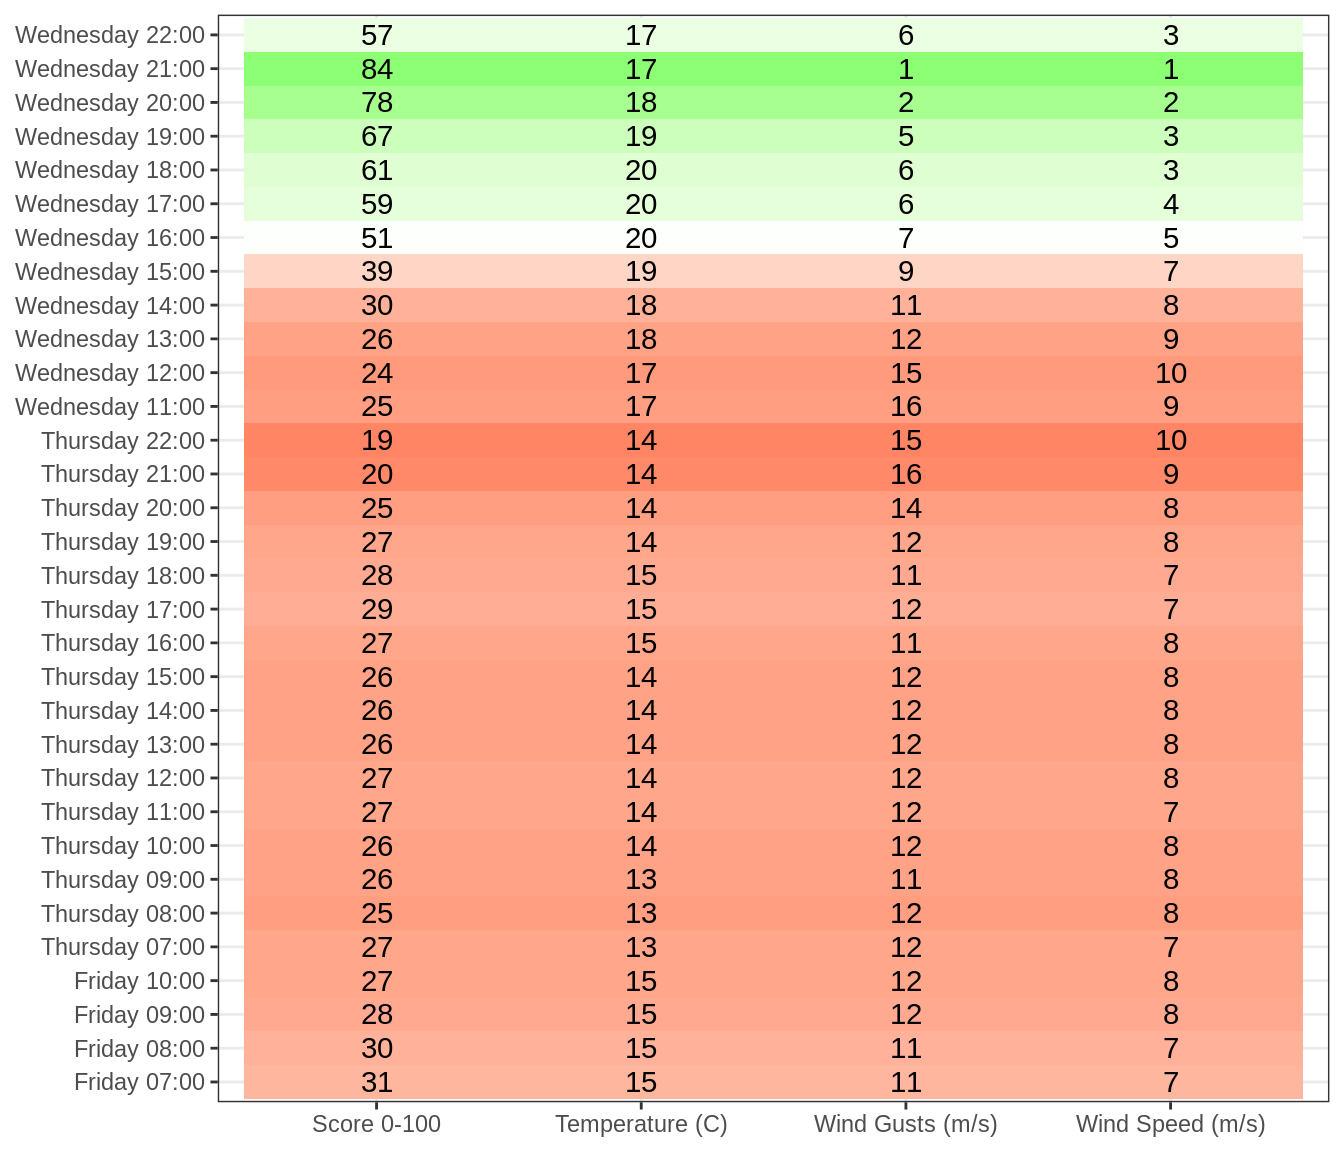 Wednesday 22:00 57 17 6 3
Wednesday 21:00 84 17 1 1
Wednesday 20:00 78 18 2 2
Wednesday 19:00 67 19 5 3
Wednesday 18:00 61 20 6 3
Wednesday 17:00 59 20 6 4
Wednesday 16:00 51 20 7 5
Wednesday 15:00 39 19 9 7
Wednesday 14:00 30 18 11 8
Wednesday 13:00 26 18 12 9
Wednesday 12:00 24 17 15 10
Wednesday 11:00 25 17 16 9
Thursday 22:00 19 14 15 10
Thursday 21:00 20 14 16 9
Thursday 20:00 25 14 14 8
Thursday 19:00 27 14 12 8
Thursday 18:00 28 15 11 7
Thursday 17:00 29 15 12 7
Thursday 16:00 27 15 11 8
Thursday 15:00 26 14 12 8
Thursday 14:00 26 14 12 8
Thursday 13:00 26 14 12 8
Thursday 12:00 27 14 12 8
Thursday 11:00 27 14 12 7
Thursday 10:00 26 14 12 8
Thursday 09:00 26 13 11 8
Thursday 08:00 25 13 12 8
Thursday 07:00 27 13 12 7
Friday 10:00 27 15 12 8
Friday 09:00 28 15 12 8
Friday 08:00 30 15 11 7
Friday 07:00 31 15 11 7
Score 0-100 Temperature (C) Wind Gusts (m/s) Wind Speed (m/s)